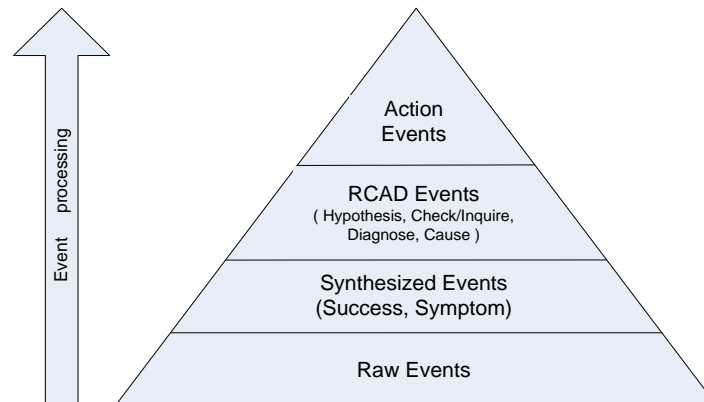 Event processing
Action
Events
RCAD Events
( Hypothesis, Check/Inquire,
Diagnose, Cause )
Synthesized Events
(Success, Symptom)
Raw Events